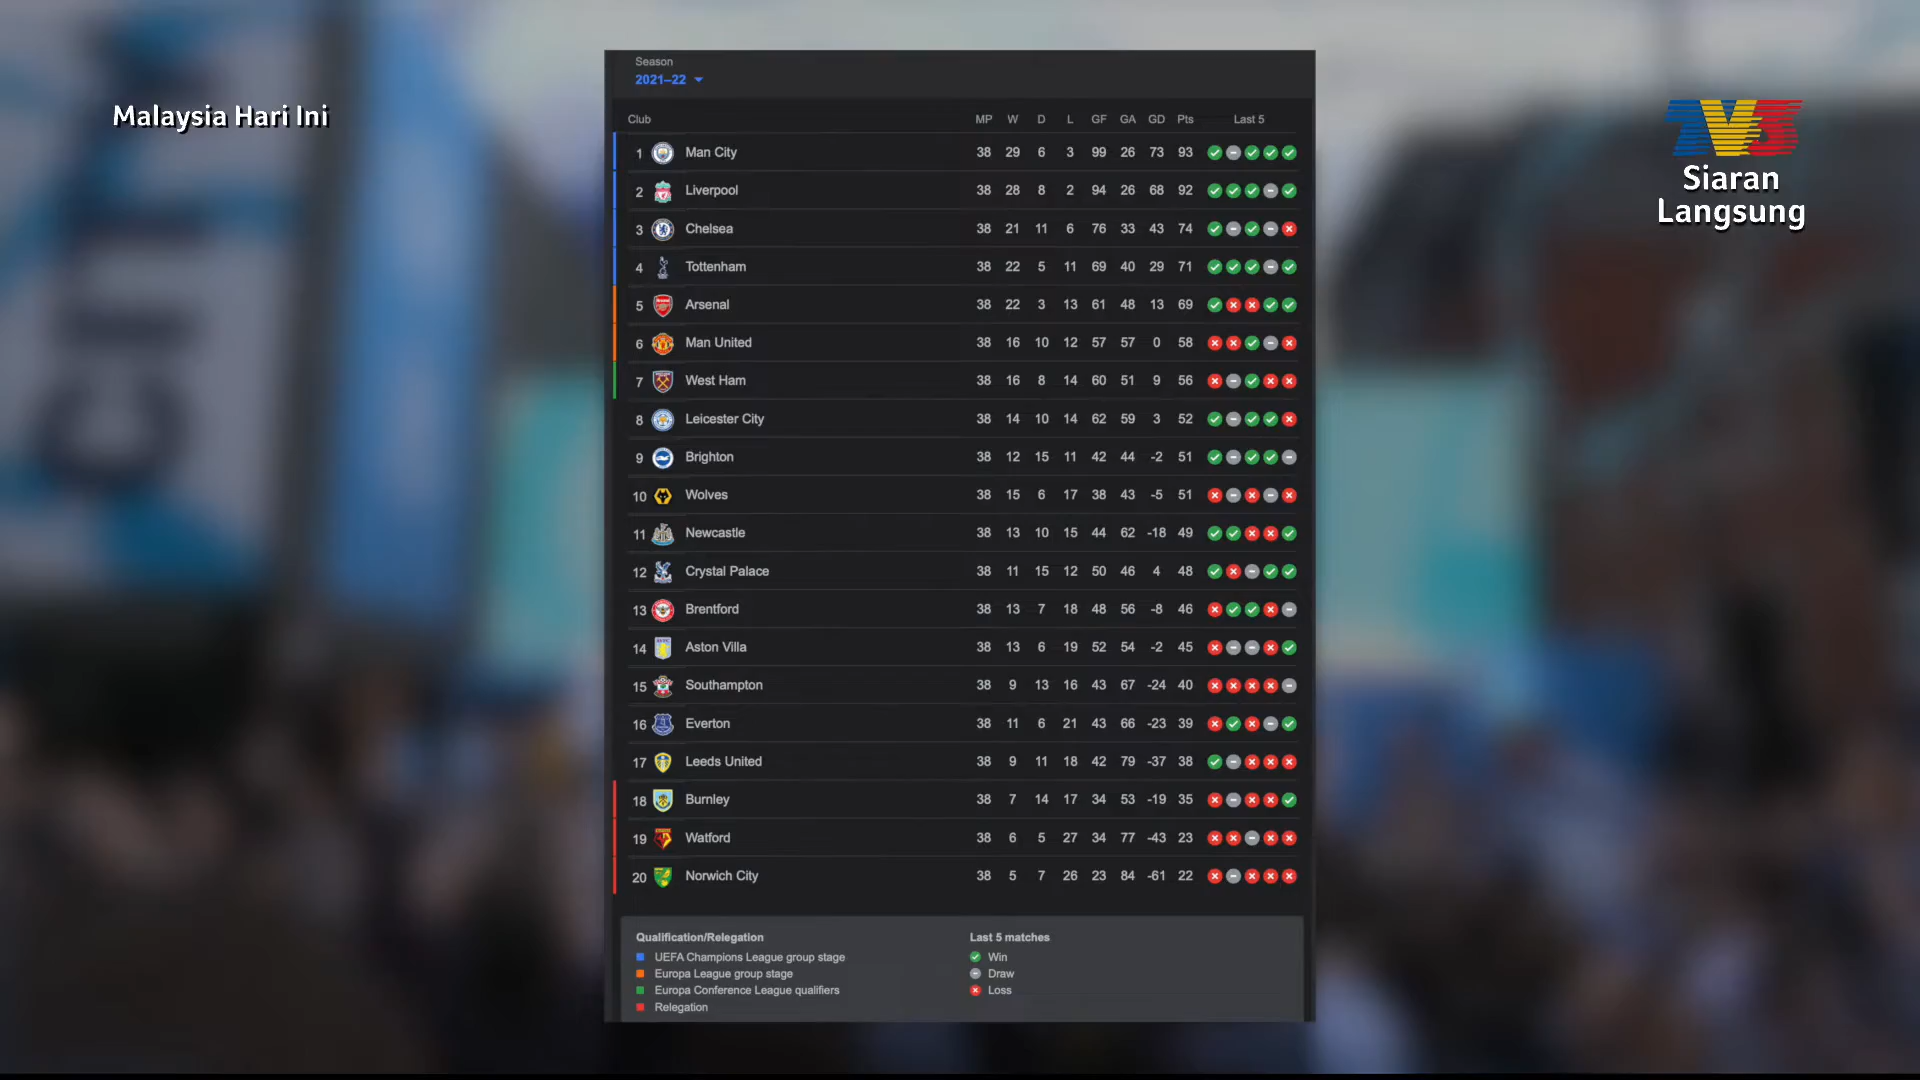 Malaysia Hari Ini
TV3
Siaran
Langsung
Season
2021–22
Club MP W D L GF GA GD Pts Last 5
1 Man City 38 29 6 3 99 26 73 93
2 Liverpool 38 28 8 2 94 26 68 92
3 Chelsea 38 21 11 6 76 33 43 74
4 Tottenham 38 22 5 11 69 40 29 71
5 Arsenal 38 22 3 13 61 48 13 69
6 Man United 38 16 10 12 57 57 0 58
7 West Ham 38 16 8 14 60 51 9 56
8 Leicester City 38 14 10 14 62 59 3 52
9 Brighton 38 12 15 11 42 44 -2 51
10 Wolves 38 15 6 17 38 43 -5 51
11 Newcastle 38 13 10 15 44 62 -18 49
12 Crystal Palace 38 11 15 12 50 46 4 48
13 Brentford 38 13 7 18 48 56 -8 46
14 Aston Villa 38 13 6 19 52 54 -2 45
15 Southampton 38 9 13 16 43 67 -24 40
16 Everton 38 11 6 21 43 66 -23 39
17 Leeds United 38 9 11 18 42 79 -37 38
18 Burnley 38 7 14 17 34 53 -19 35
19 Watford 38 6 5 27 34 77 -43 23
20 Norwich City 38 5 7 26 23 84 -61 22
Qualification/Relegation
UEFA Champions League group stage
Europa League group stage
Europa Conference League qualifiers
Relegation
Last 5 matches
Win
Draw
Loss